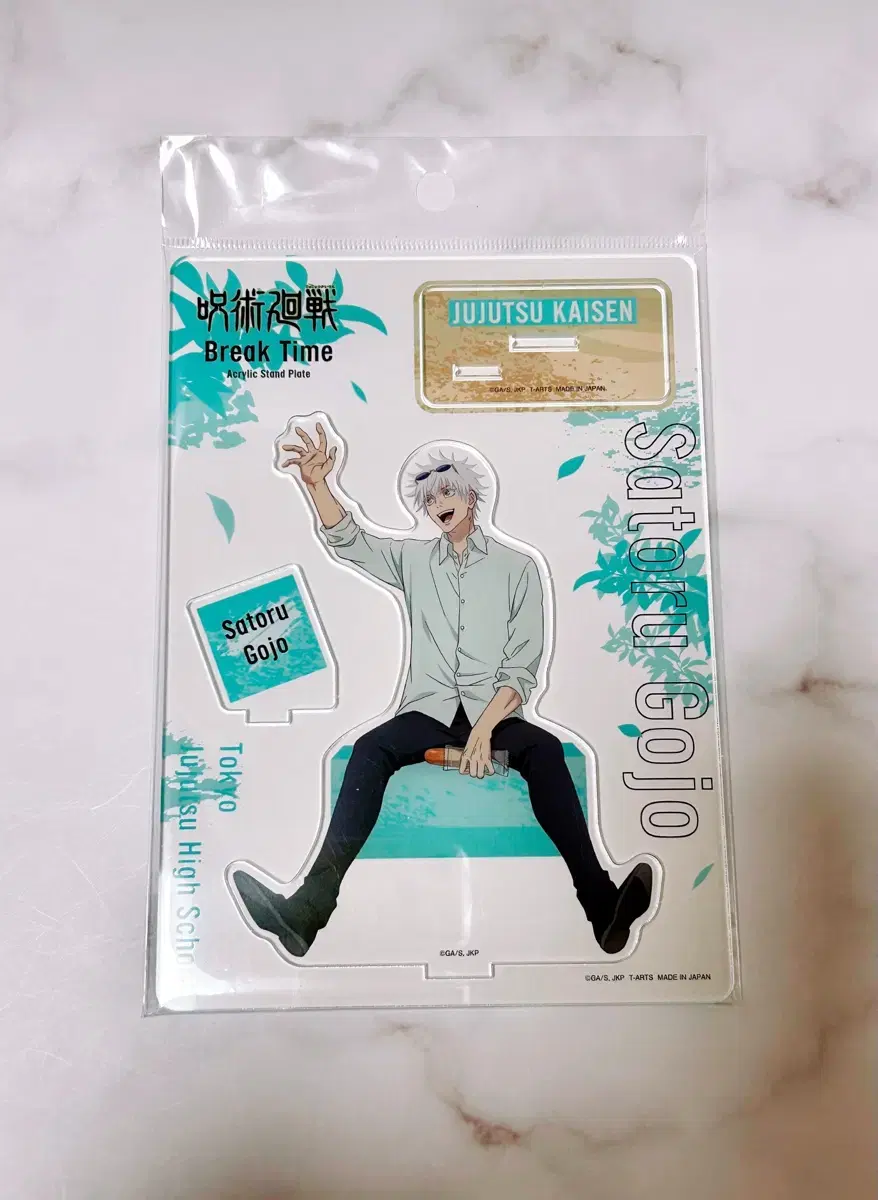 呪術廻戦
Break Time
Acrylic Stand Plate
JUJUTSU KAISEN
©GA/S, JKP T-ARTS MADE IN JAPAN
Satoru Gojo
Satoru
Gojo
Tokyo
Jujutsu High Scho
©GA/S, JKP
©GA/S, JKP T-ARTS MADE IN JAPAN